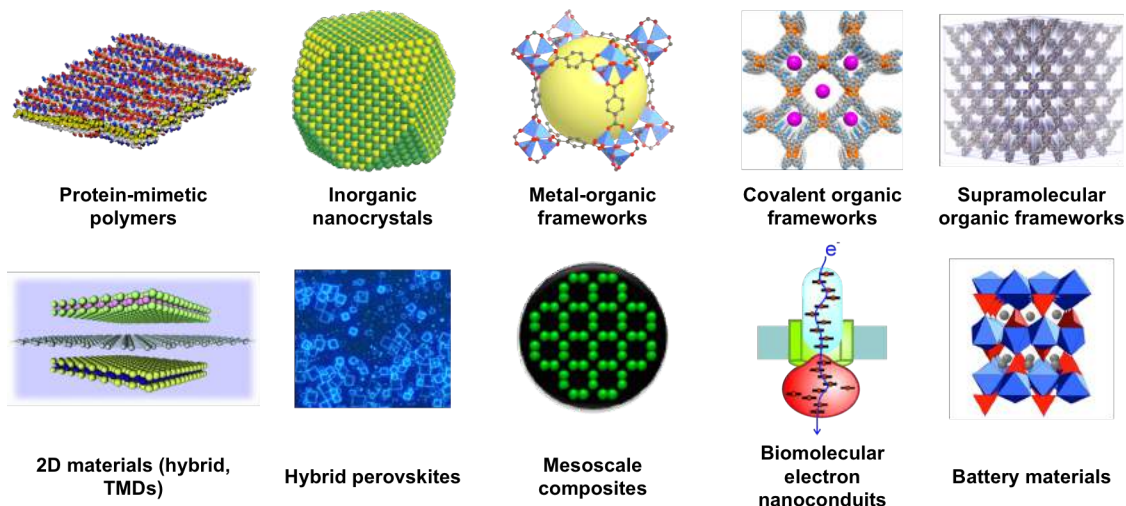 Protein-mimetic
polymers
Inorganic
nanocrystals
Metal-organic
frameworks
Covalent organic
frameworks
Supramolecular
organic frameworks
e-
2D materials (hybrid,
TMDs)
Hybrid perovskites
Mesoscale
composites
Biomolecular
electron
nanoconduits
Battery materials